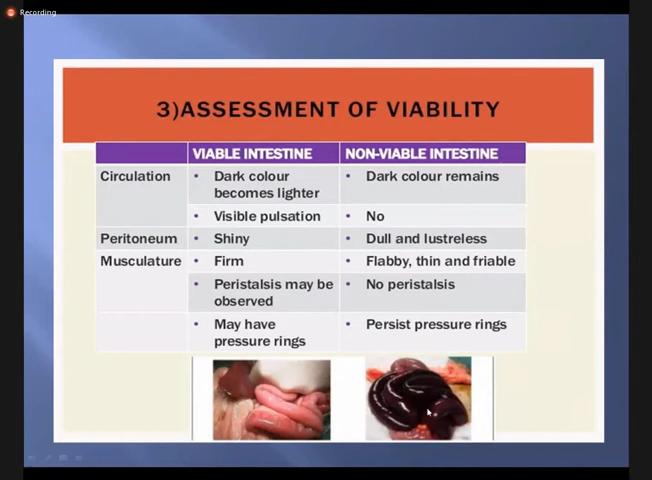 Recording
3)ASSESSMENT OF VIABILITY
VIABLE INTESTINE NON-VIABLE INTESTINE
Circulation • Dark colour becomes lighter • Dark colour remains
• Visible pulsation • No
Peritoneum • Shiny • Dull and lustreless
Musculature • Firm • Flabby, thin and friable
• Peristalsis may be observed • No peristalsis
• May have pressure rings • Persist pressure rings